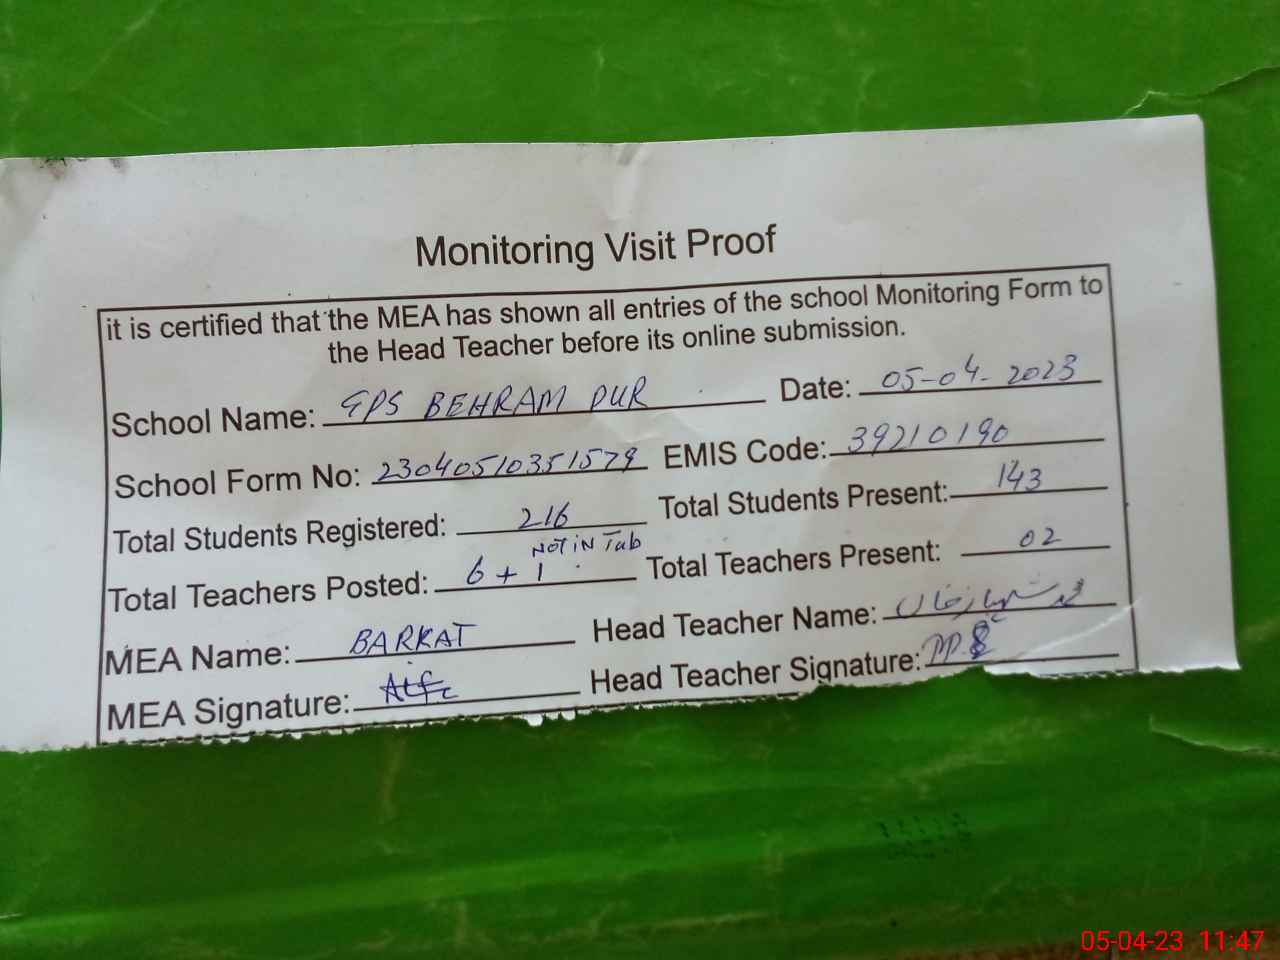 Monitoring Visit Proof
it is certified that the MEA has shown all entries of the school Monitoring Form to
the Head Teacher before its online submission.
School Name: GPS BEHRAM PUR Date: 05-04-2023
School Form No: 23040510351579 EMIS Code: 39210190
Total Students Registered: 216 Total Students Present: 143
NOT iN Tab
Total Teachers Posted: 6 + 1 Total Teachers Present: 02
MEA Name: BARKAT Head Teacher Name: محمد شہباز خان
MEA Signature: Head Teacher Signature:
05-04-23 11:47